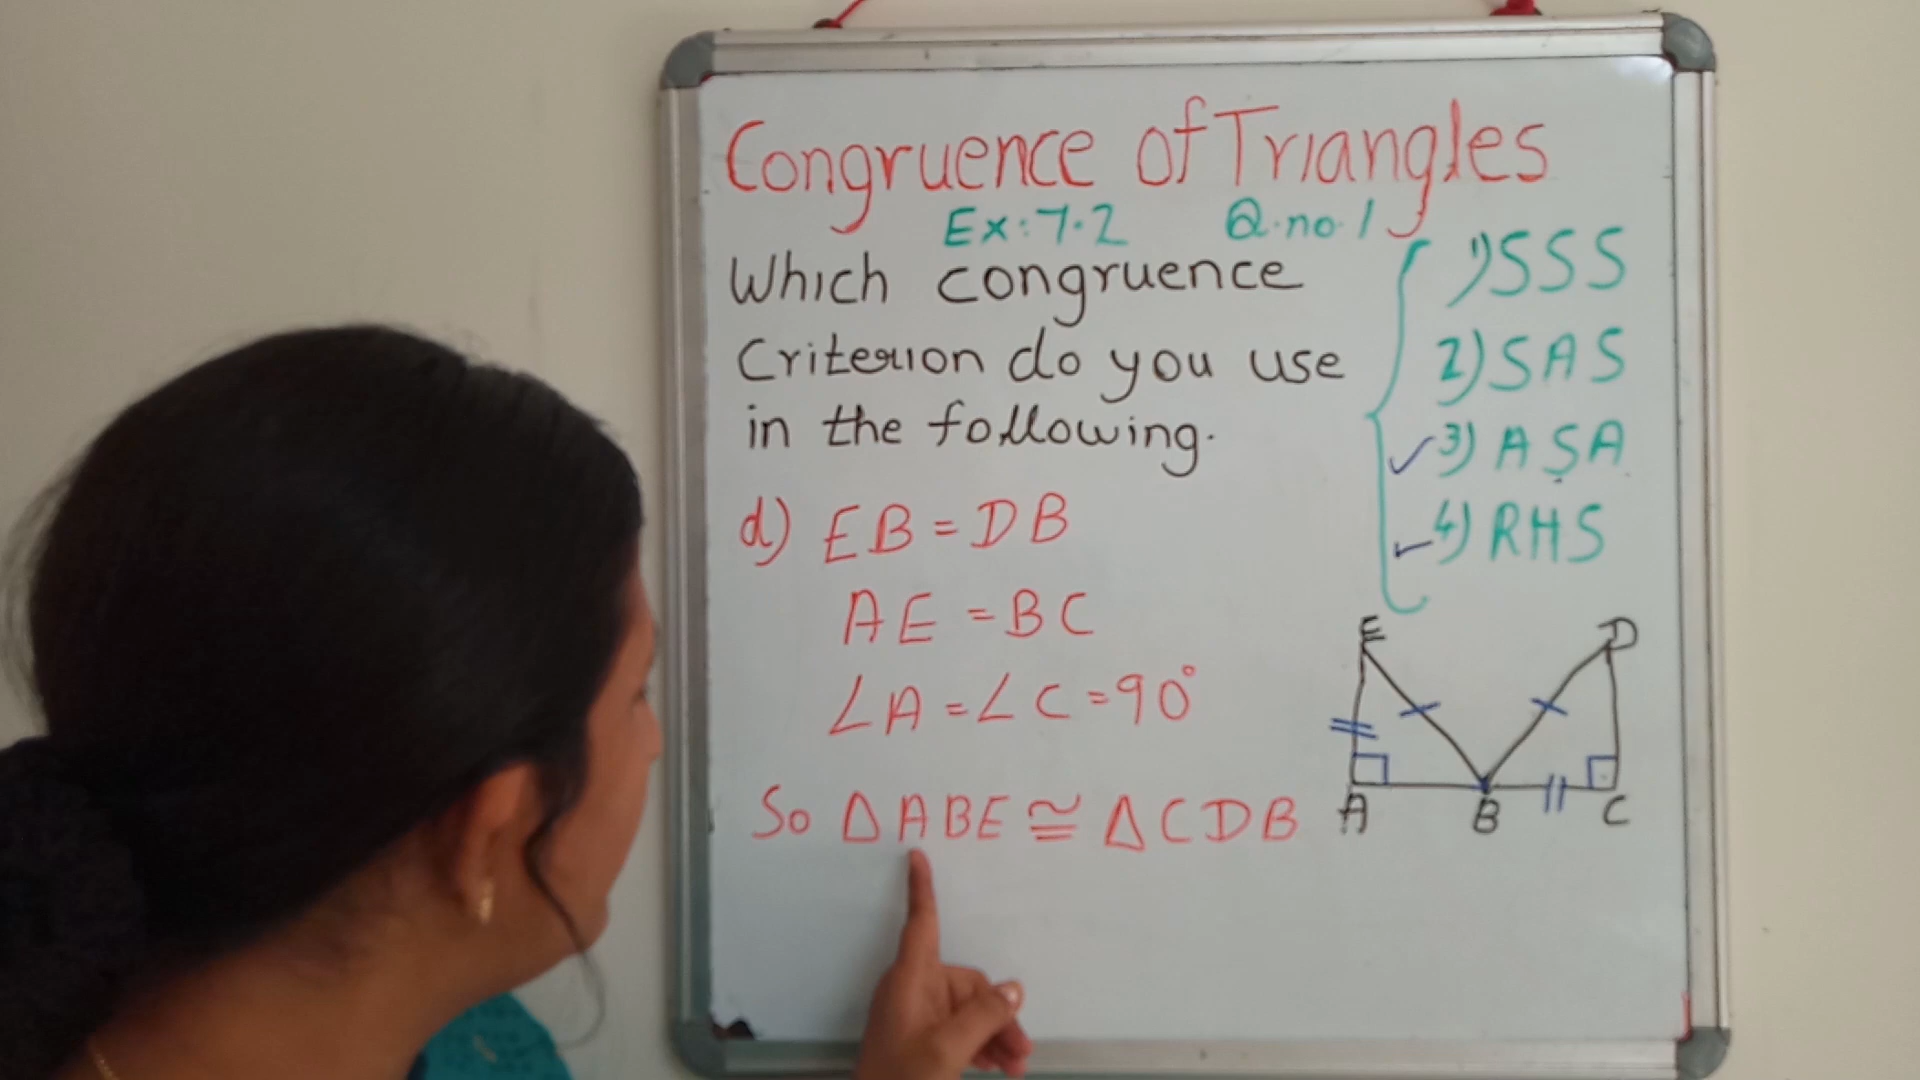 Congruence of Triangles
Ex:7.2 Q.no.1
Which congruence
Criterion do you use
in the following.
1) SSS
2) SAS
✓3) ASA
✓4) RHS
d) EB = DB
AE = BC
∠A = ∠C = 90°
So △ABE ≅ △CDB
E D
A B C